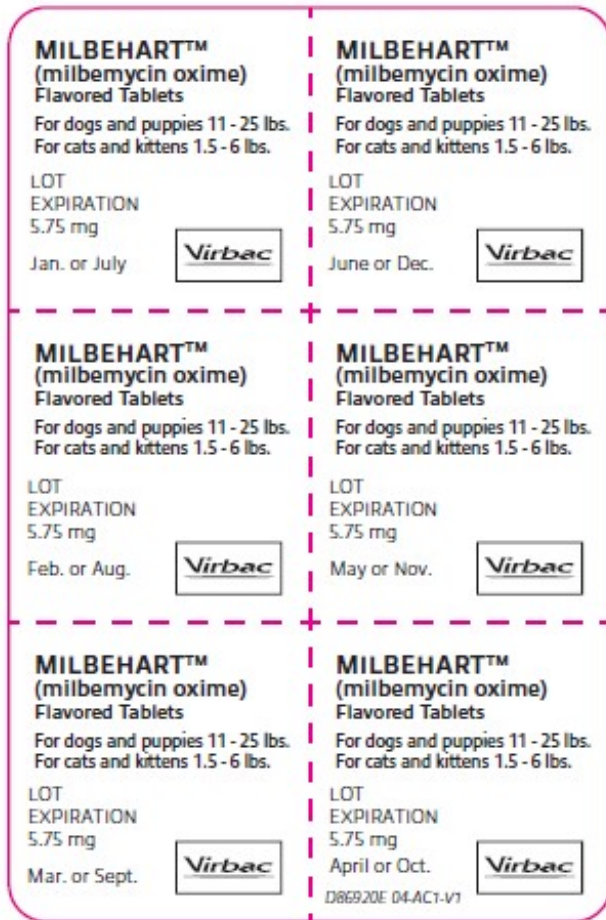 MILBEHART™
(milbemycin oxime)
Flavored Tablets
For dogs and puppies 11 - 25 lbs.
For cats and kittens 1.5 - 6 lbs.
LOT
EXPIRATION
5.75 mg
Jan. or July
Virbac
MILBEHART™
(milbemycin oxime)
Flavored Tablets
For dogs and puppies 11 - 25 lbs.
For cats and kittens 1.5 - 6 lbs.
LOT
EXPIRATION
5.75 mg
June or Dec.
Virbac
MILBEHART™
(milbemycin oxime)
Flavored Tablets
For dogs and puppies 11 - 25 lbs.
For cats and kittens 1.5 - 6 lbs.
LOT
EXPIRATION
5.75 mg
Feb. or Aug.
Virbac
MILBEHART™
(milbemycin oxime)
Flavored Tablets
For dogs and puppies 11 - 25 lbs.
For cats and kittens 1.5 - 6 lbs.
LOT
EXPIRATION
5.75 mg
May or Nov.
Virbac
MILBEHART™
(milbemycin oxime)
Flavored Tablets
For dogs and puppies 11 - 25 lbs.
For cats and kittens 1.5 - 6 lbs.
LOT
EXPIRATION
5.75 mg
Mar. or Sept.
Virbac
MILBEHART™
(milbemycin oxime)
Flavored Tablets
For dogs and puppies 11 - 25 lbs.
For cats and kittens 1.5 - 6 lbs.
LOT
EXPIRATION
5.75 mg
April or Oct.
Virbac
D86920E 04-AC1-V1